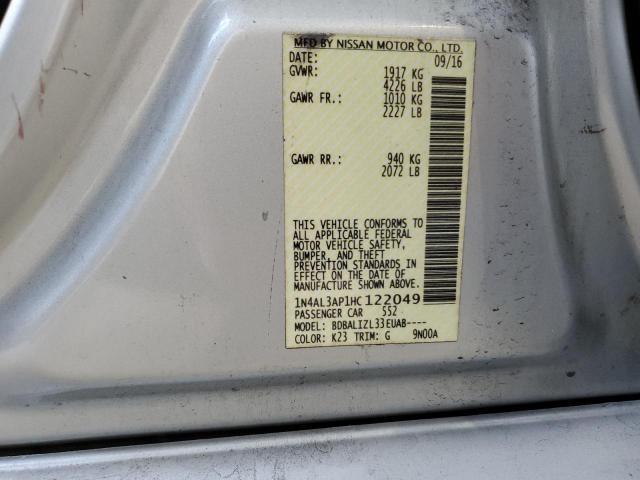 MFD BY NISSAN MOTOR CO., LTD.
DATE: 09/16
GVWR: 1917 KG
4226 LB
GAWR FR.: 1010 KG
2227 LB
GAWR RR.: 940 KG
2072 LB
THIS VEHICLE CONFORMS TO
ALL APPLICABLE FEDERAL
MOTOR VEHICLE SAFETY,
BUMPER, AND THEFT
PREVENTION STANDARDS IN
EFFECT ON THE DATE OF
MANUFACTURE SHOWN ABOVE.
1N4AL3AP1HC122049
PASSENGER CAR 552
MODEL: BDBALIZL33EUAB----
COLOR: K23 TRIM: G 9N00A